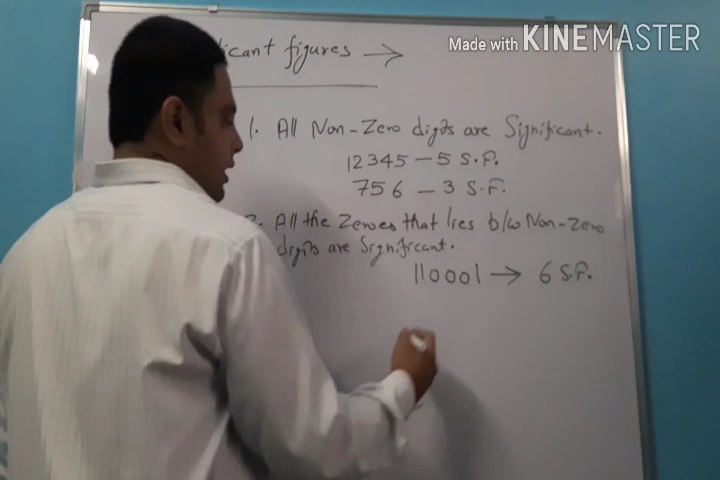 Made with KINEMASTER
figures →
1. All Non-Zero digits are Significant.
12345 – 5 S.F.
756 – 3 S.F.
2. All the Zeroes that lies b/w Non-Zero
digits are Significant.
110001 → 6 S.F.